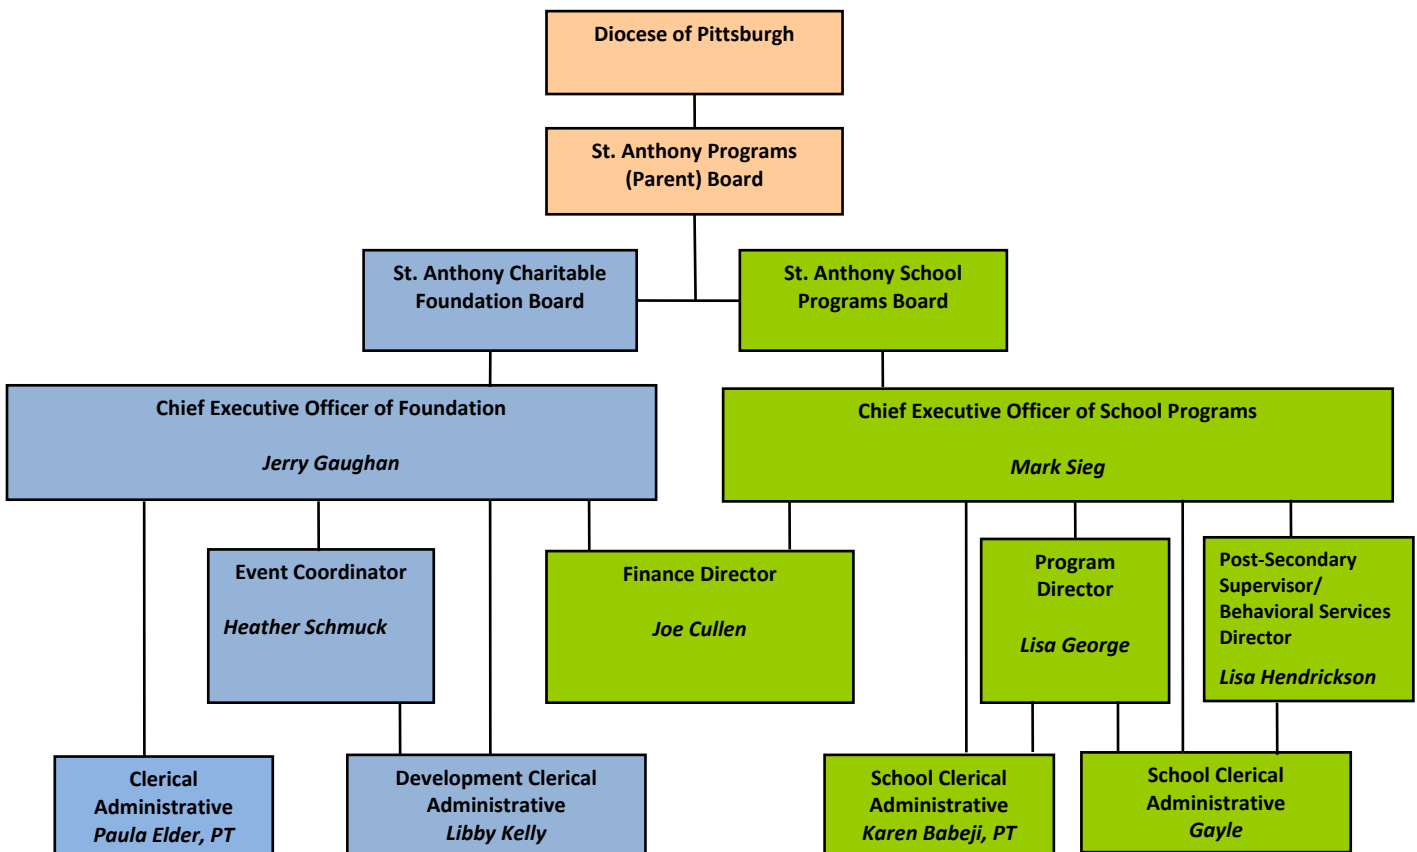 Diocese of Pittsburgh
St. Anthony Programs
(Parent) Board
St. Anthony Charitable
Foundation Board
St. Anthony School
Programs Board
Chief Executive Officer of Foundation
Jerry Gaughan
Chief Executive Officer of School Programs
Mark Sieg
Event Coordinator
Heather Schmuck
Finance Director
Joe Cullen
Program
Director
Lisa George
Post-Secondary
Supervisor/
Behavioral Services
Director
Lisa Hendrickson
Clerical
Administrative
Paula Elder, PT
Development Clerical
Administrative
Libby Kelly
School Clerical
Administrative
Karen Babeji, PT
School Clerical
Administrative
Gayle